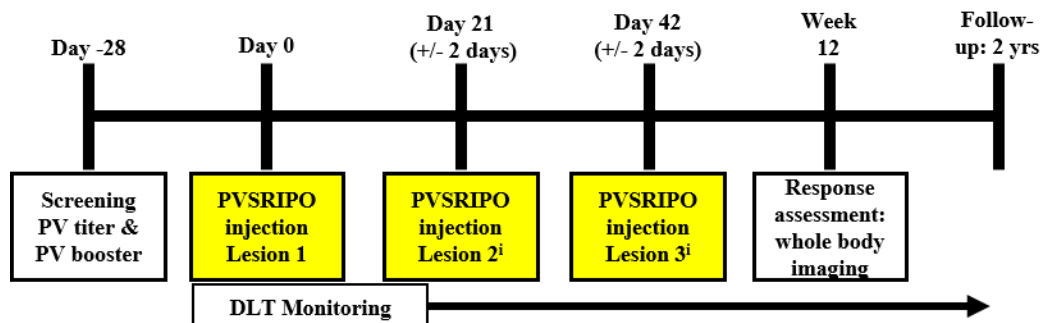 Day -28
Day 0
Day 21
(+/- 2 days)
Day 42
(+/- 2 days)
Week
12
Follow-
up: 2 yrs
Screening
PV titer &
PV booster
PVSRIPO
injection
Lesion 1
PVSRIPO
injection
Lesion 2ⁱ
PVSRIPO
injection
Lesion 3ⁱ
Response
assessment:
whole body
imaging
DLT Monitoring